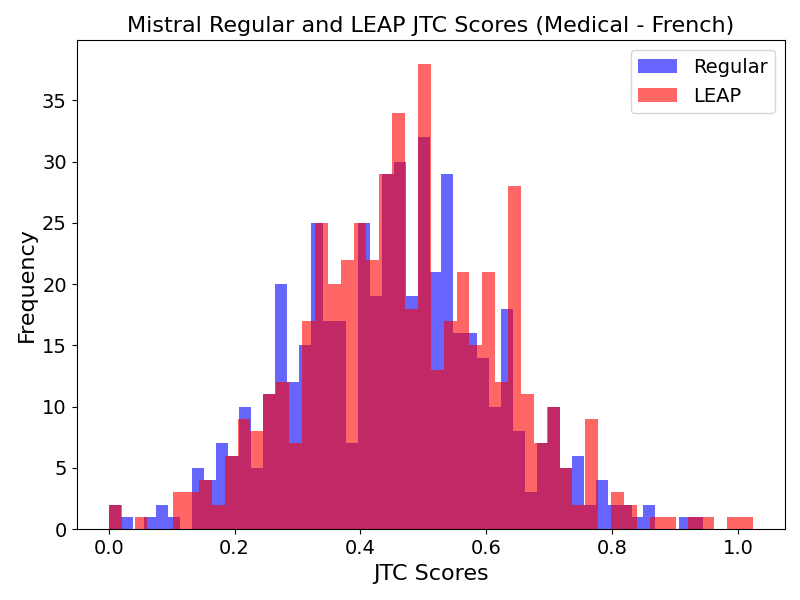 Mistral Regular and LEAP JTC Scores (Medical - French)
Regular
LEAP
Frequency
35
30
25
20
15
10
5
0
0.0 0.2 0.4 0.6 0.8 1.0
JTC Scores